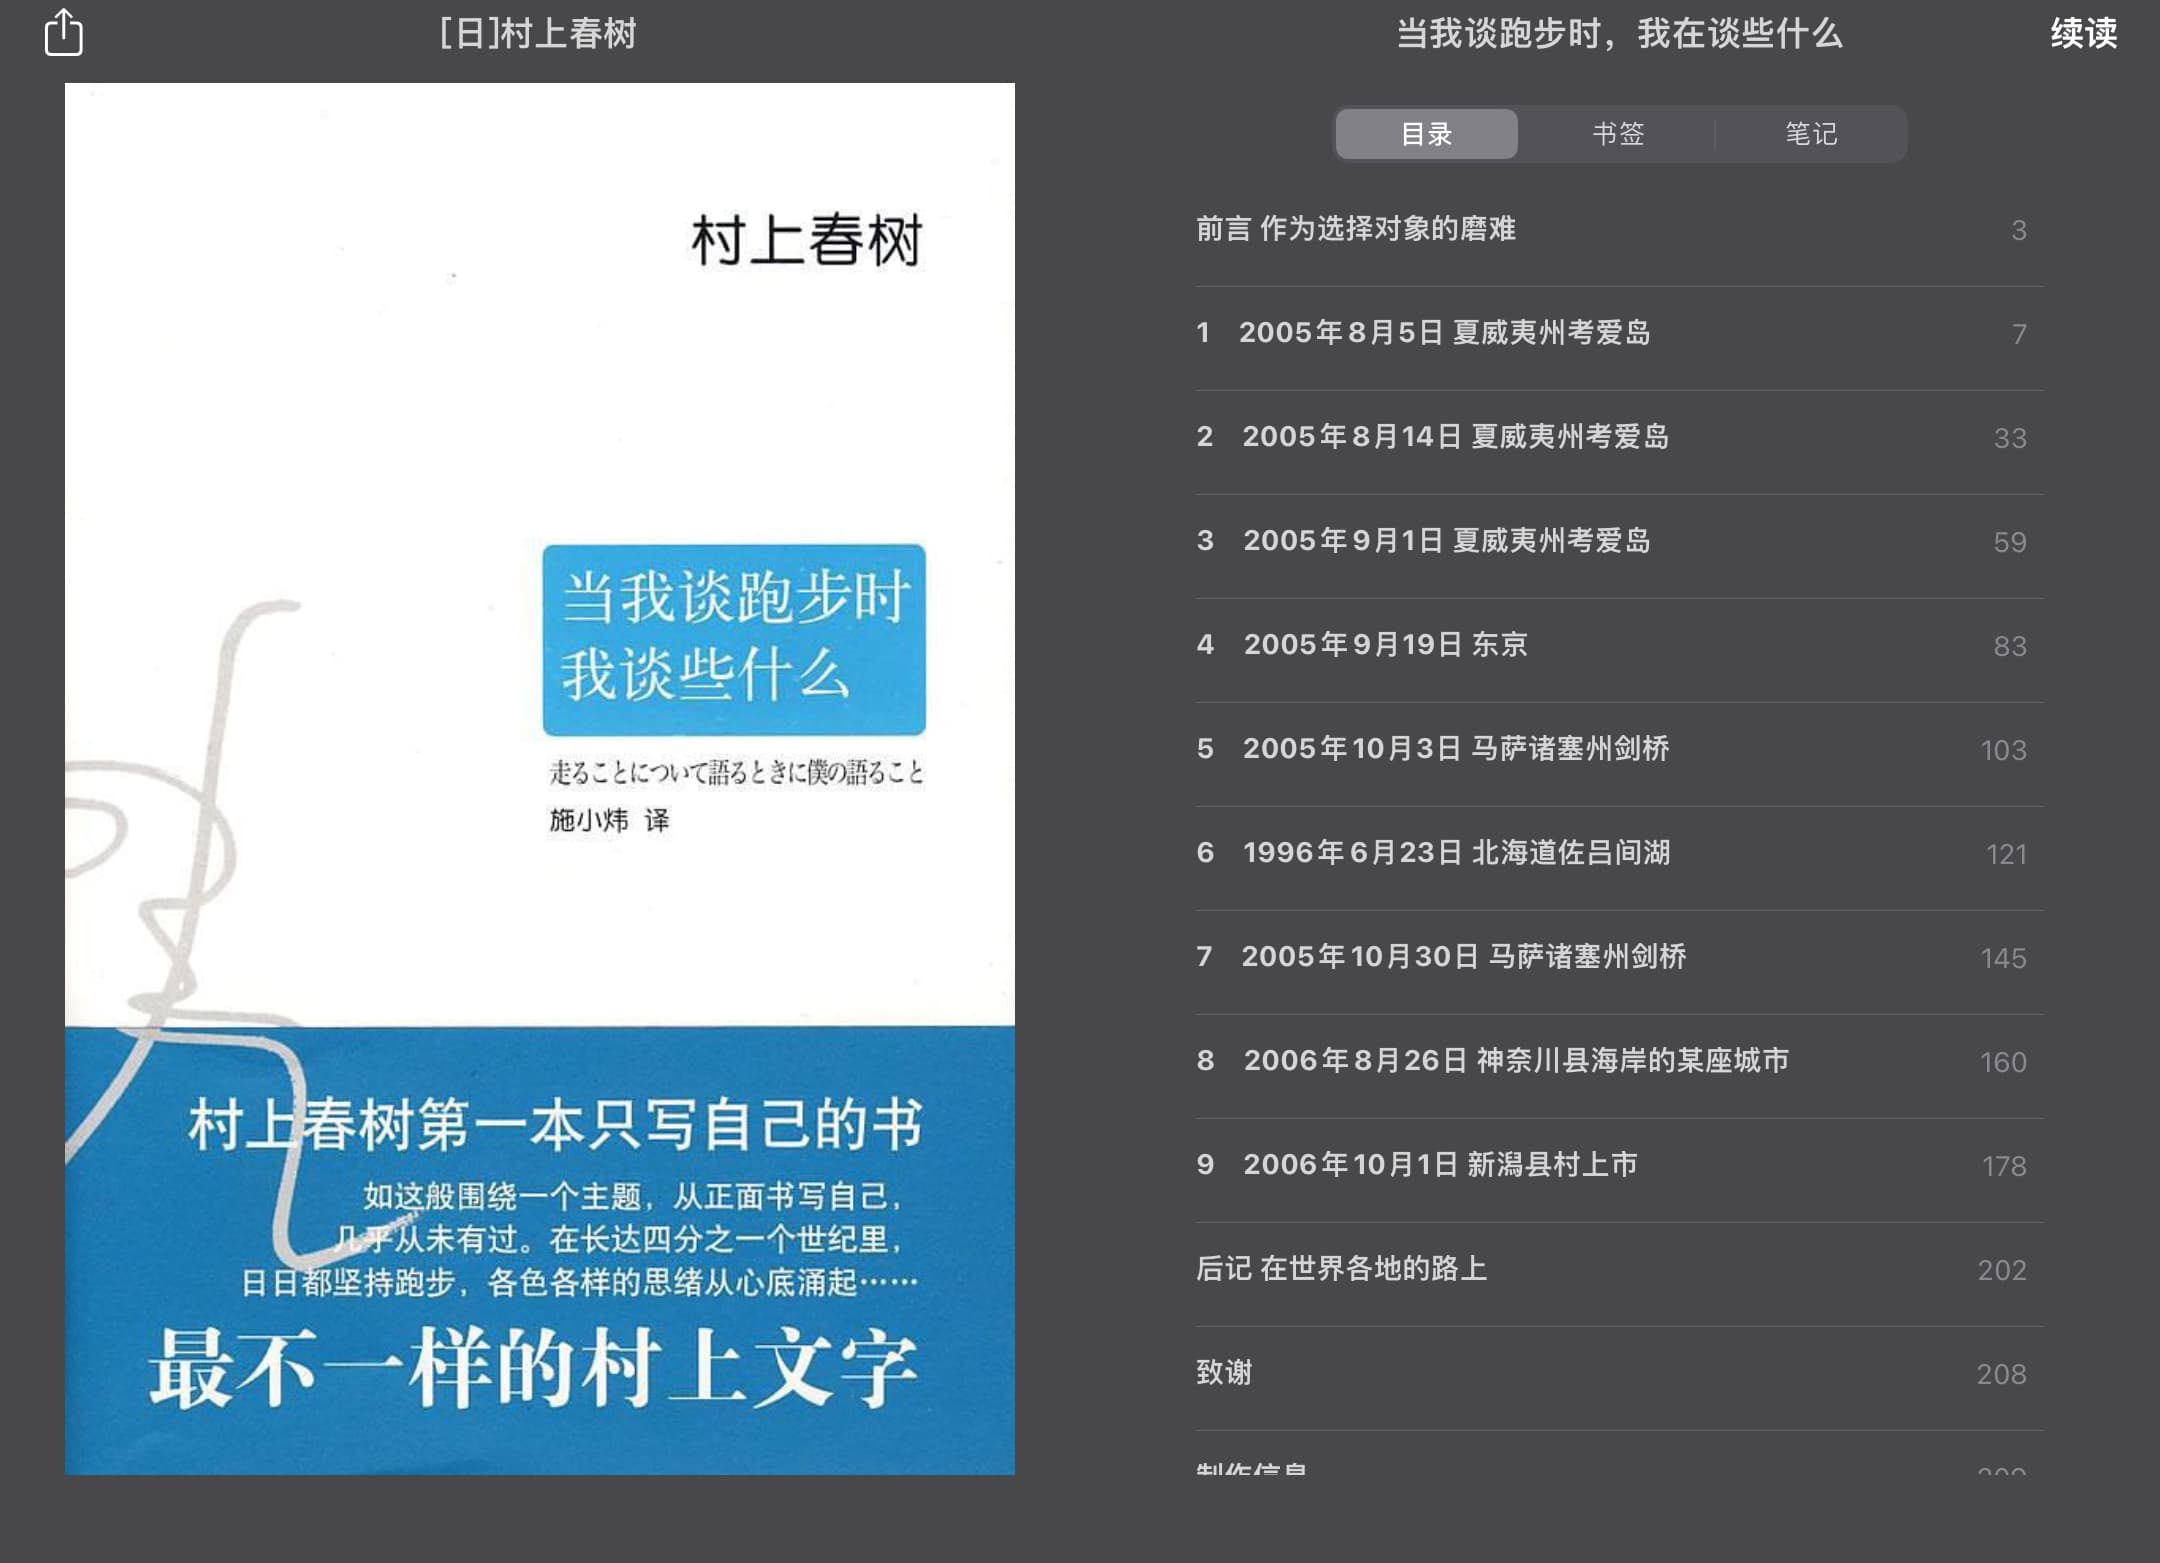 [日]村上春树
村上春树
当我谈跑步时
我谈些什么
走ることについて語るときに僕の語ること
施小炜 译
村上春树第一本只写自己的书
如这般围绕一个主题，从正面书写自己，
几乎从未有过。在长达四分之一个世纪里，
日日都坚持跑步，各色各样的思绪从心底涌起……
最不一样的村上文字
当我谈跑步时，我在谈些什么
续读
目录 书签 笔记
前言 作为选择对象的磨难 3
1 2005年8月5日 夏威夷州考爱岛 7
2 2005年8月14日 夏威夷州考爱岛 33
3 2005年9月1日 夏威夷州考爱岛 59
4 2005年9月19日 东京 83
5 2005年10月3日 马萨诸塞州剑桥 103
6 1996年6月23日 北海道佐吕间湖 121
7 2005年10月30日 马萨诸塞州剑桥 145
8 2006年8月26日 神奈川县海岸的某座城市 160
9 2006年10月1日 新潟县村上市 178
后记 在世界各地的路上 202
致谢 208
制作信息 209